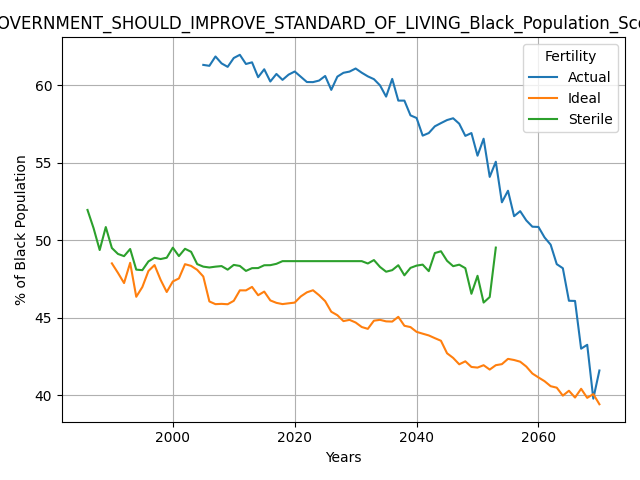 OVERNMENT_SHOULD_IMPROVE_STANDARD_OF_LIVING_Black_Population_Sc
Fertility
Actual
Ideal
Sterile
60
55
50
45
40
% of Black Population
2000 2020 2040 2060
Years